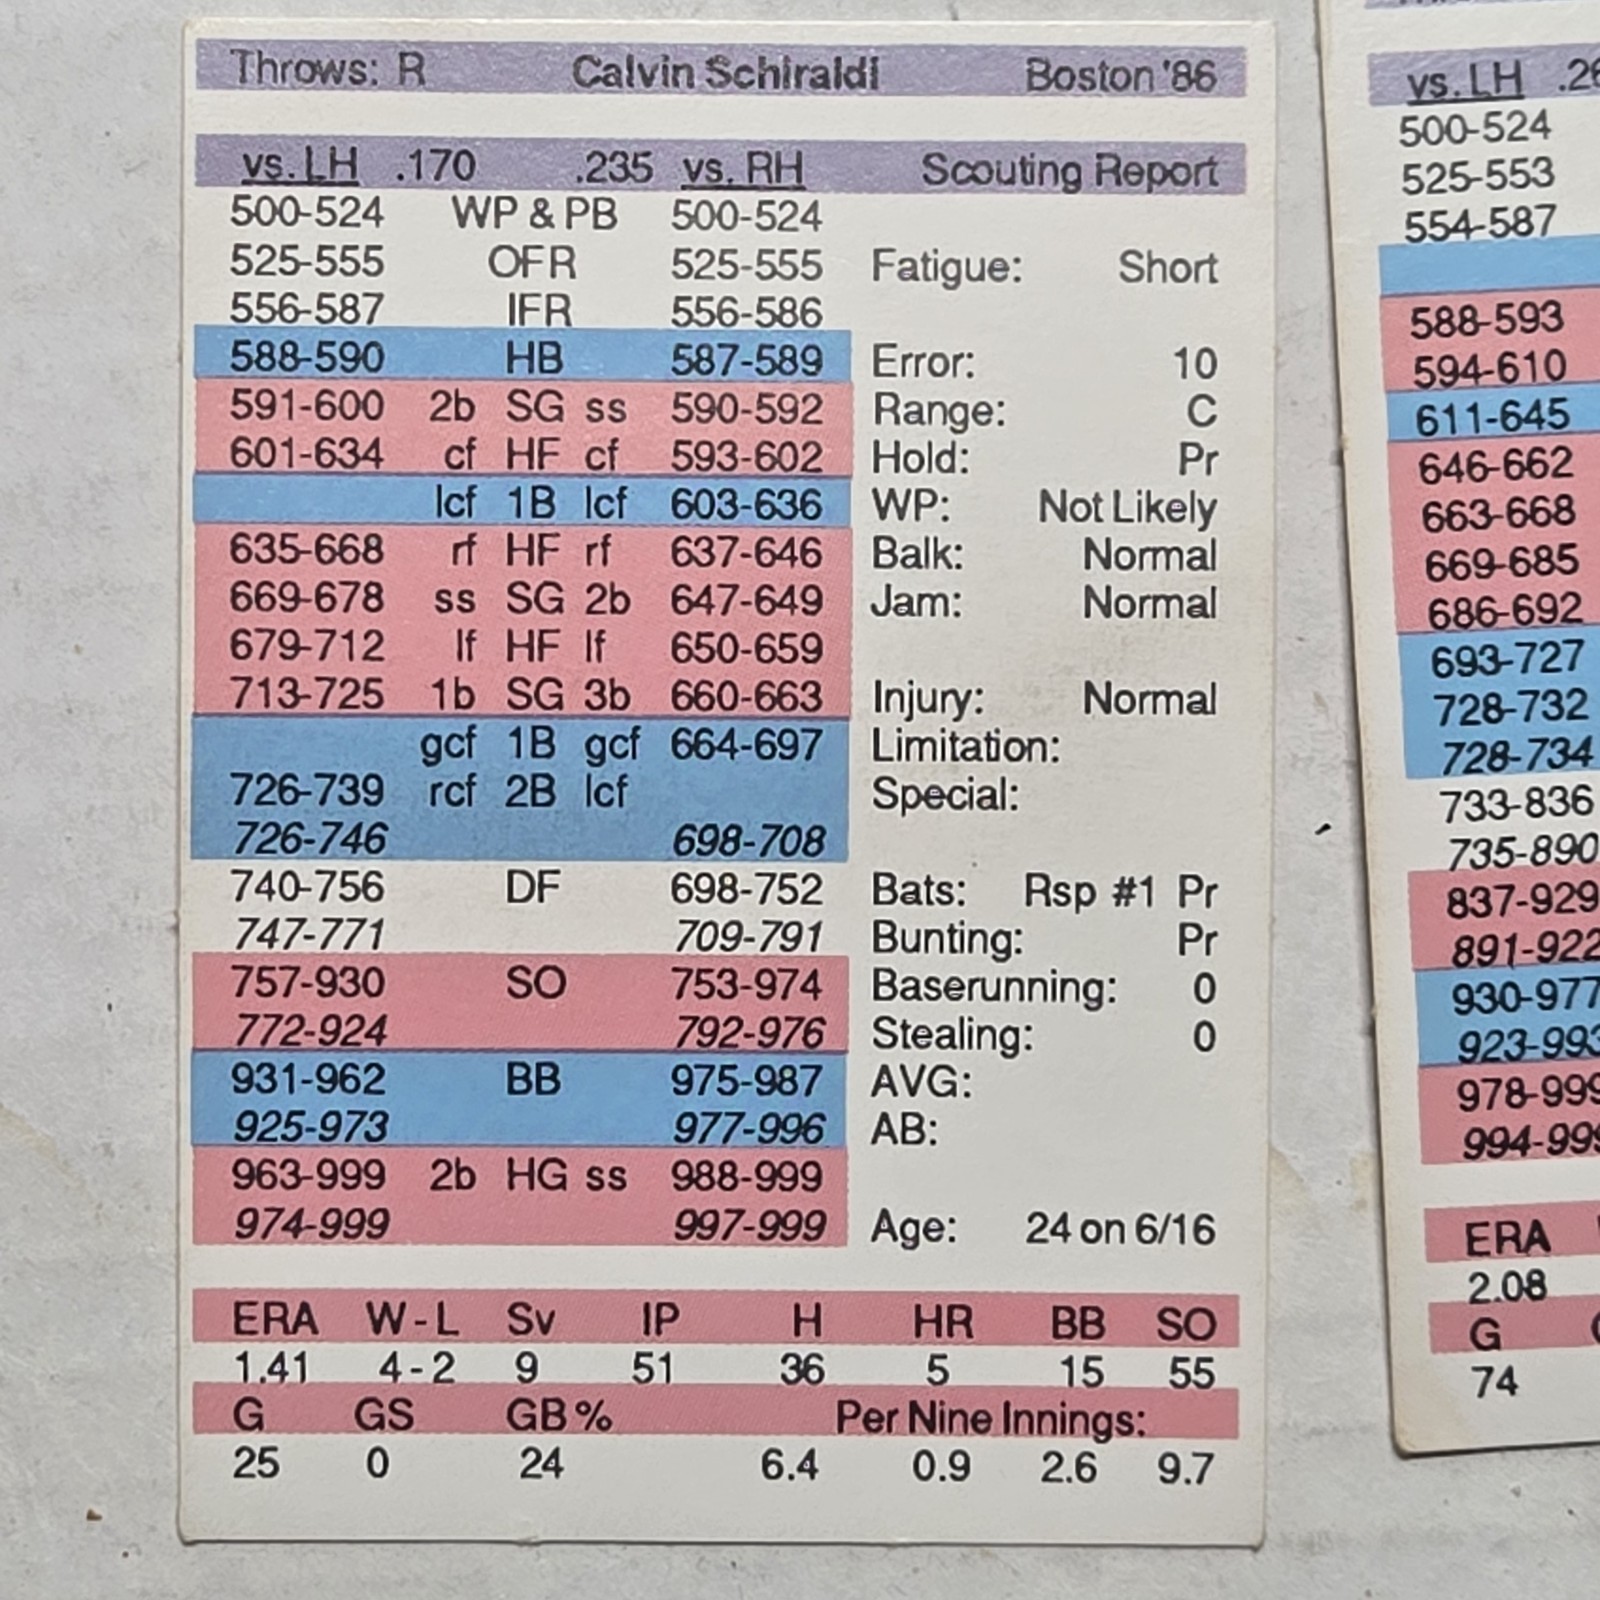 Throws: R Calvin Schiraldi Boston '86
vs. LH .170 .235 vs. RH Scouting Report
500-524 WP & PB 500-524
525-555 OFR 525-555 Fatigue: Short
556-587 IFR 556-586
588-590 HB 587-589 Error: 10
591-600 2b SG ss 590-592 Range: C
601-634 cf HF cf 593-602 Hold: Pr
lcf 1B lcf 603-636 WP: Not Likely
635-668 rf HF rf 637-646 Balk: Normal
669-678 ss SG 2b 647-649 Jam: Normal
679-712 lf HF lf 650-659
713-725 1b SG 3b 660-663 Injury: Normal
gcf 1B gcf 664-697 Limitation:
726-739 rcf 2B lcf Special:
726-746 698-708
740-756 DF 698-752 Bats: Rsp #1 Pr
747-771 709-791 Bunting: Pr
757-930 SO 753-974 Baserunning: 0
772-924 792-976 Stealing: 0
931-962 BB 975-987 AVG:
925-973 977-996 AB:
963-999 2b HG ss 988-999
974-999 997-999 Age: 24 on 6/16
ERA W-L Sv IP H HR BB SO
1.41 4-2 9 51 36 5 15 55
G GS GB% Per Nine Innings:
25 0 24 6.4 0.9 2.6 9.7
vs. LH
500-524
525-553
554-587
588-593
594-610
611-645
646-662
663-668
669-685
686-692
693-727
728-732
728-734
733-836
735-890
837-929
891-922
930-977
923-993
978-999
994-999
ERA
2.08
G
74